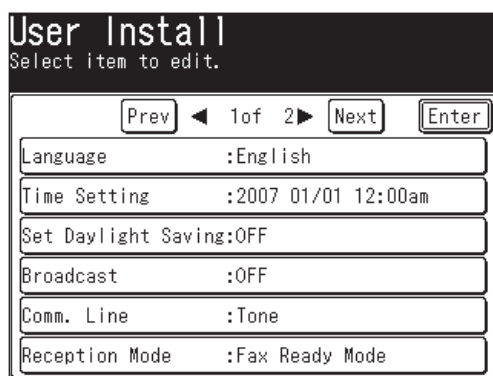 User Install
Select item to edit.
Prev ◀ 1of 2▶ Next Enter
Language :English
Time Setting :2007 01/01 12:00am
Set Daylight Saving:OFF
Broadcast :OFF
Comm. Line :Tone
Reception Mode :Fax Ready Mode